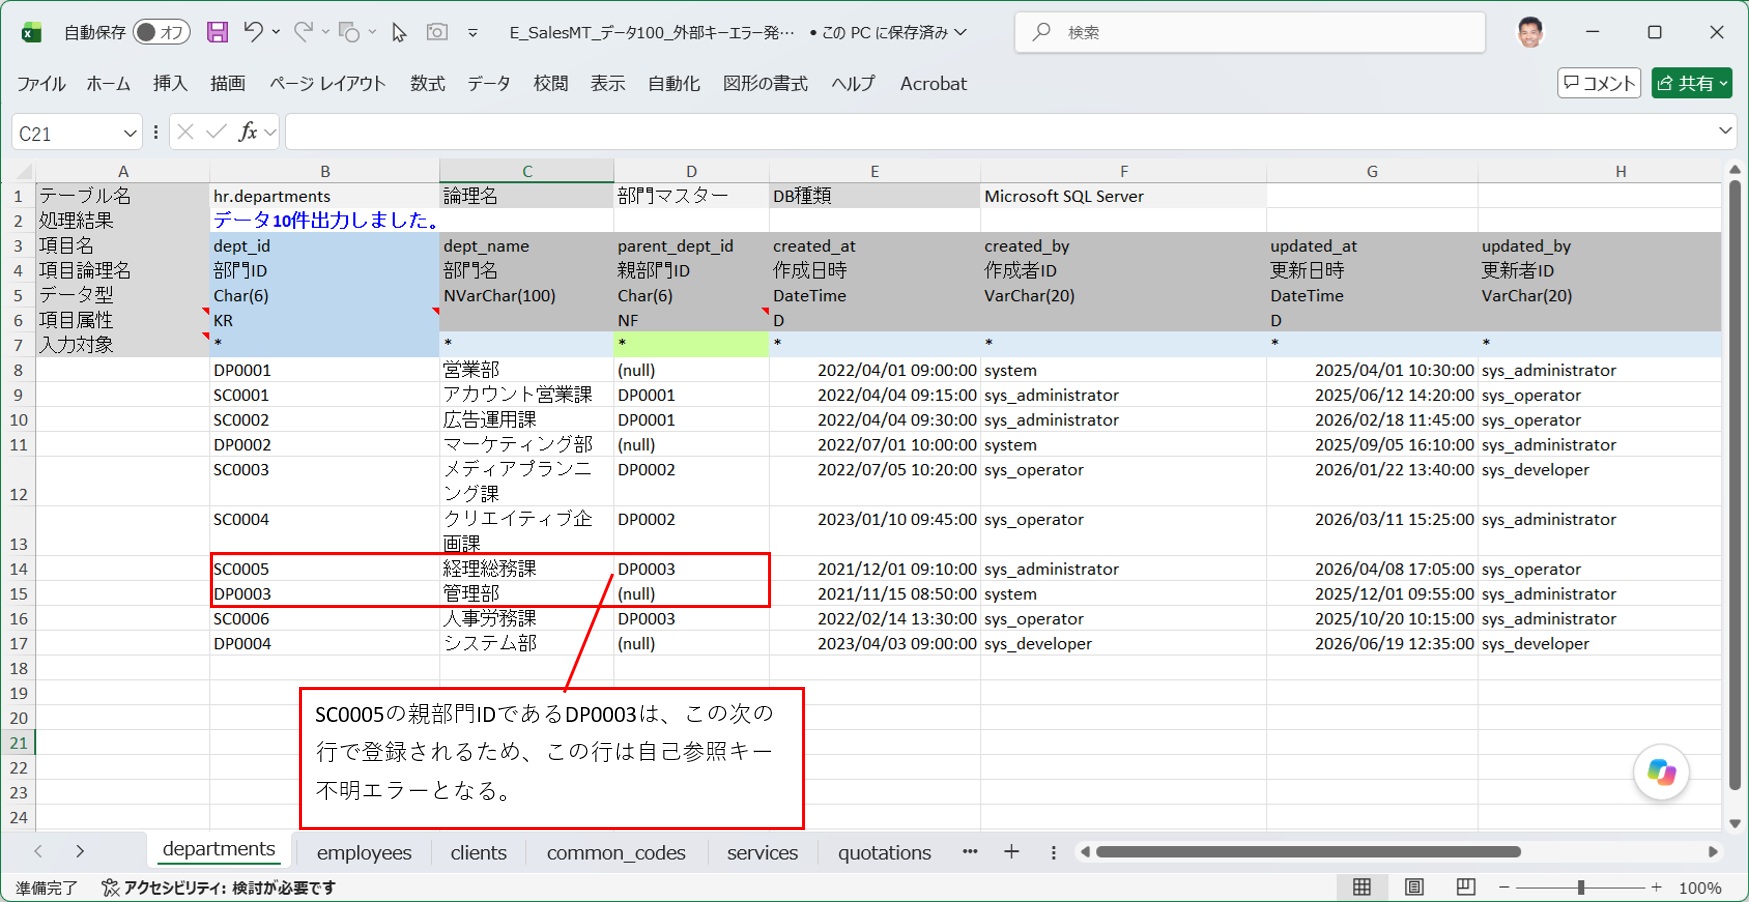 自動保存 オフ E_SalesMT_データ100_外部キーエラー発… • この PC に保存済み 検索
ファイル ホーム 挿入 描画 ページ レイアウト 数式 データ 校閲 表示 自動化 図形の書式 ヘルプ Acrobat コメント 共有
C21 fx
A B C D E F G H
1 テーブル名 hr.departments 論理名 部門マスター DB種類 Microsoft SQL Server
2 処理結果 データ10件出力しました。
3 項目名 dept_id dept_name parent_dept_id created_at created_by updated_at updated_by
4 項目論理名 部門ID 部門名 親部門ID 作成日時 作成者ID 更新日時 更新者ID
5 データ型 Char(6) NVarChar(100) Char(6) DateTime VarChar(20) DateTime VarChar(20)
6 項目属性 KR NF D D
7 入力対象 * * * * * * *
8 DP0001 営業部 (null) 2022/04/01 09:00:00 system 2025/04/01 10:30:00 sys_administrator
9 SC0001 アカウント営業課 DP0001 2022/04/04 09:15:00 sys_administrator 2025/06/12 14:20:00 sys_operator
10 SC0002 広告運用課 DP0001 2022/04/04 09:30:00 sys_administrator 2026/02/18 11:45:00 sys_operator
11 DP0002 マーケティング部 (null) 2022/07/01 10:00:00 system 2025/09/05 16:10:00 sys_administrator
SC0003 メディアプランニ DP0002 2022/07/05 10:20:00 sys_operator 2026/01/22 13:40:00 sys_developer
12 ング課
SC0004 クリエイティブ企 DP0002 2023/01/10 09:45:00 sys_operator 2026/03/11 15:25:00 sys_administrator
13 画課
14 SC0005 経理総務課 DP0003 2021/12/01 09:10:00 sys_administrator 2026/04/08 17:05:00 sys_operator
15 DP0003 管理部 (null) 2021/11/15 08:50:00 system 2025/12/01 09:55:00 sys_administrator
16 SC0006 人事労務課 DP0003 2022/02/14 13:30:00 sys_operator 2025/10/20 10:15:00 sys_administrator
17 DP0004 システム部 (null) 2023/04/03 09:00:00 sys_developer 2026/06/19 12:35:00 sys_developer
18
19
20
21
22
23
24
SC0005の親部門IDであるDP0003は、この次の
行で登録されるため、この行は自己参照キー
不明エラーとなる。
departments employees clients common_codes services quotations … +
準備完了 アクセシビリティ: 検討が必要です − + 100%